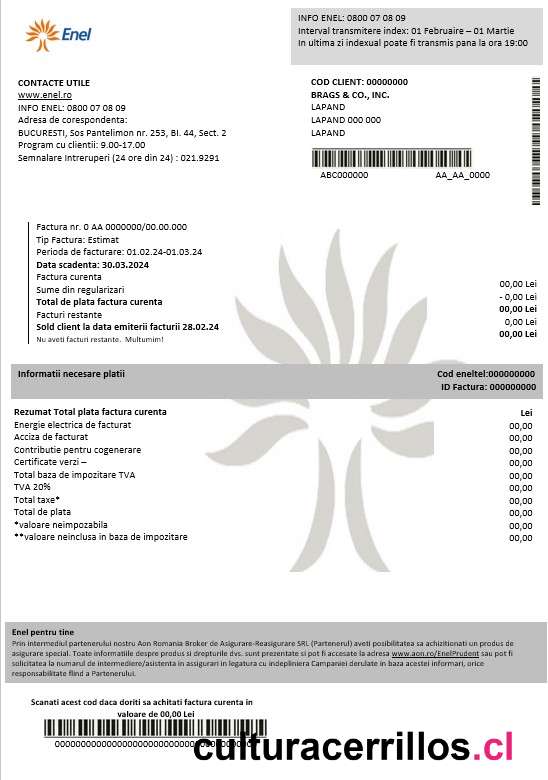 Enel
INFO ENEL: 0800 07 08 09
Interval transmitere index: 01 Februaire – 01 Martie
In ultima zi indexual poate fi transmis pana la ora 19:00
CONTACTE UTILE
www.enel.ro
INFO ENEL: 0800 07 08 09
Adresa de corespondenta:
BUCURESTI, Sos Pantelimon nr. 253, Bl. 44, Sect. 2
Program cu clientii: 9.00-17.00
Semnalare Intreruperi (24 ore din 24) : 021.9291
COD CLIENT: 00000000
BRAGS & CO., INC.
LAPAND
LAPAND 000 000
LAPAND
ABC000000 AA_AA_0000
Factura nr. 0 AA 0000000/00.00.000
Tip Factura: Estimat
Perioda de facturare: 01.02.24-01.03.24
Data scadenta: 30.03.2024
Factura curenta 00,00 Lei
Sume din regularizari - 0,00 Lei
Total de plata factura curenta 00,00 Lei
Facturi restante 0,00 Lei
Sold client la data emiterii facturii 28.02.24 00,00 Lei
Nu aveti facturi restante. Multumim!
Informatii necesare platii Cod eneltel:000000000
ID Factura: 000000000
Rezumat Total plata factura curenta Lei
Energie electrica de facturat 00,00
Acciza de facturat 00,00
Contributie pentru cogenerare 00,00
Certificate verzi – 00,00
Total baza de impozitare TVA 00,00
TVA 20% 00,00
Total taxe* 00,00
Total de plata 00,00
*valoare neimpozabila 00,00
**valoare neinclusa in baza de impozitare 00,00
Enel pentru tine
Prin intermediul partenerului nostru Aon Romania Broker de Asigurare-Reasigurare SRL (Partenerul) aveti posibilitatea sa achizitionati un produs de
asigurare special. Toate informatiile despre produs si drepturile dvs. sunt prezentate si pot fi accesate la adresa www.aon.ro/EnelPrudent sau pot fi
solicitatea la numarul de intermediere/asistenta in assigurari in legatura cu indepliniera Campaniei derulate in baza acestei informari, orice
responsabilitate fiind a Partenerului.
Scanati acest cod daca doriti sa achitati factura curenta in
valoare de 00,00 Lei
culturacerrillos.cl